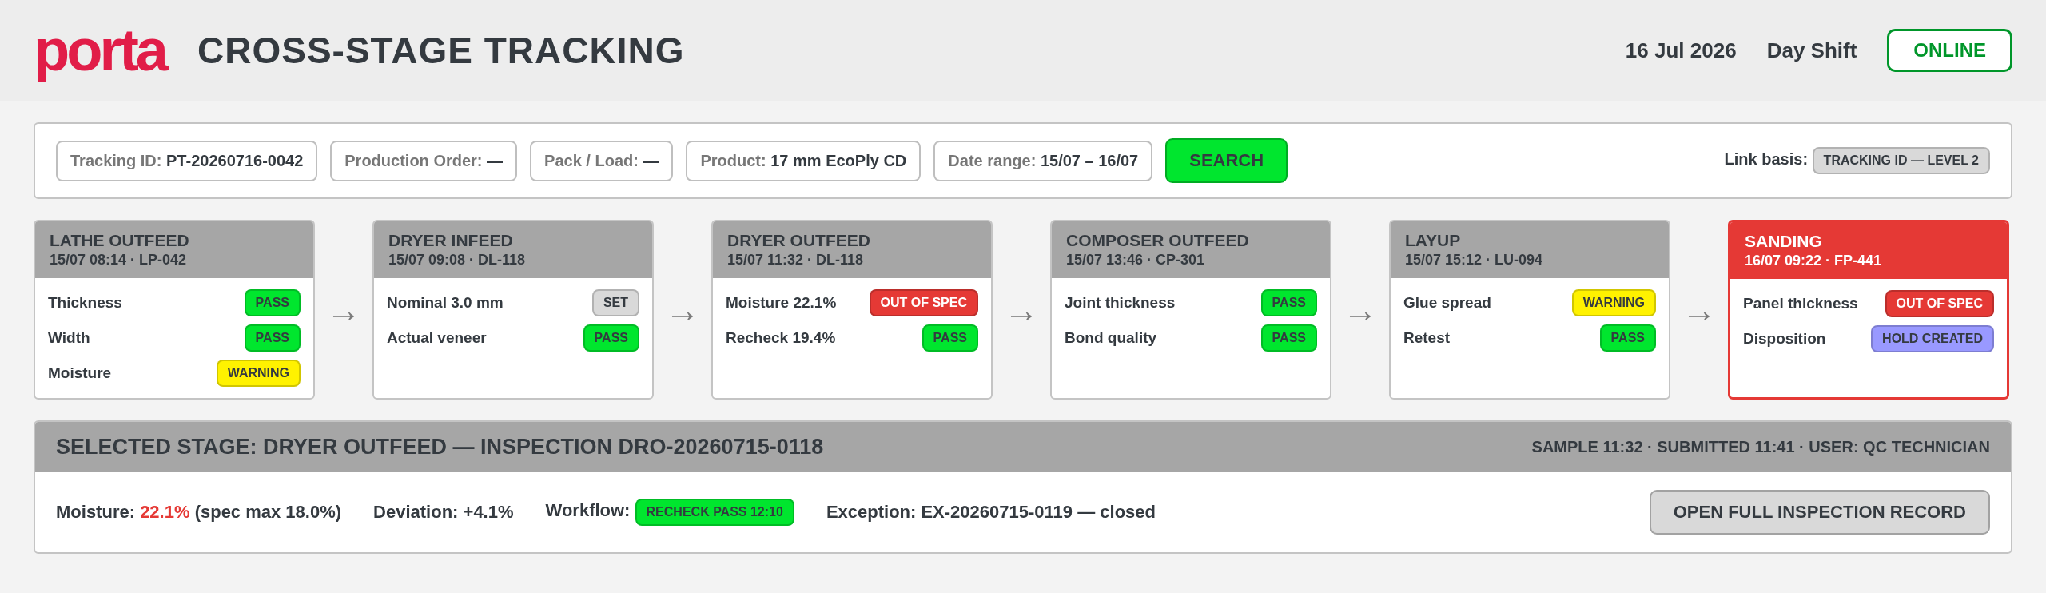 porta CROSS-STAGE TRACKING 16 Jul 2026 Day Shift ONLINE
Tracking ID: PT-20260716-0042 Production Order: — Pack / Load: — Product: 17 mm EcoPly CD Date range: 15/07 – 16/07 SEARCH Link basis: TRACKING ID — LEVEL 2
LATHE OUTFEED
15/07 08:14 · LP-042
Thickness PASS
Width PASS
Moisture WARNING
→
DRYER INFEED
15/07 09:08 · DL-118
Nominal 3.0 mm SET
Actual veneer PASS
→
DRYER OUTFEED
15/07 11:32 · DL-118
Moisture 22.1% OUT OF SPEC
Recheck 19.4% PASS
→
COMPOSER OUTFEED
15/07 13:46 · CP-301
Joint thickness PASS
Bond quality PASS
→
LAYUP
15/07 15:12 · LU-094
Glue spread WARNING
Retest PASS
→
SANDING
16/07 09:22 · FP-441
Panel thickness OUT OF SPEC
Disposition HOLD CREATED
SELECTED STAGE: DRYER OUTFEED — INSPECTION DRO-20260715-0118 SAMPLE 11:32 · SUBMITTED 11:41 · USER: QC TECHNICIAN
Moisture: 22.1% (spec max 18.0%) Deviation: +4.1% Workflow: RECHECK PASS 12:10 Exception: EX-20260715-0119 — closed OPEN FULL INSPECTION RECORD